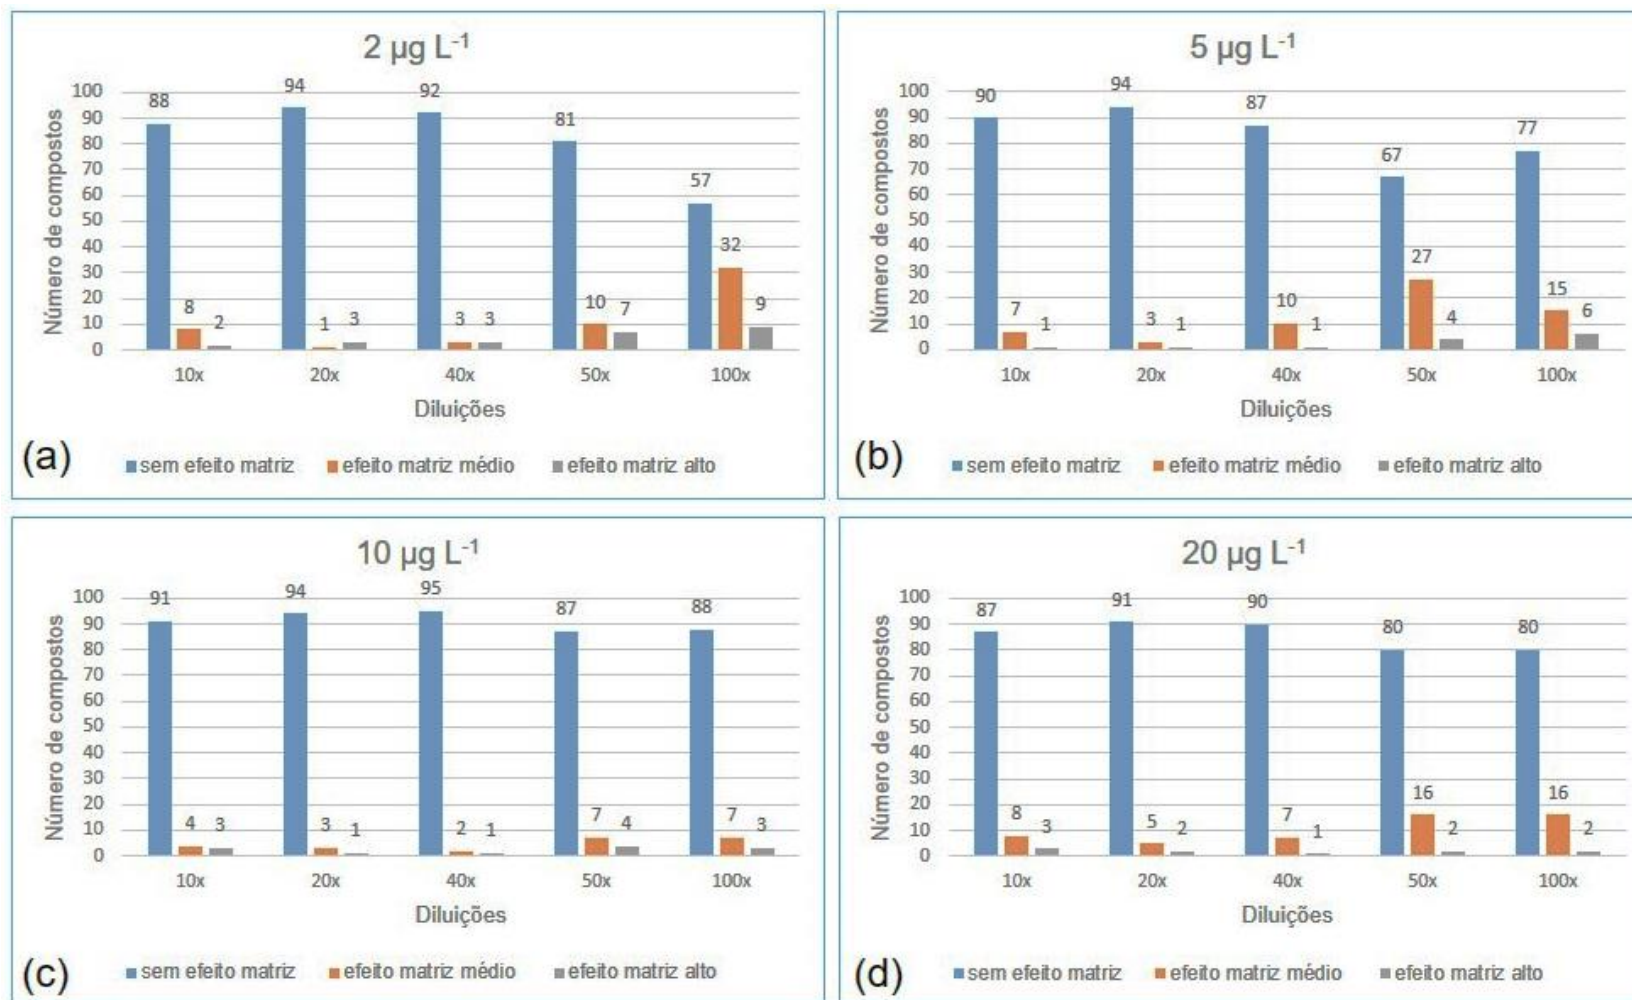 2 µg L⁻¹
Número de compostos
100
90
80
70
60
50
40
30
20
10
0
88 8 2
94 1 3
92 3 3
81 10 7
57 32 9
10x 20x 40x 50x 100x
Diluições
(a) sem efeito matriz efeito matriz médio efeito matriz alto
5 µg L⁻¹
Número de compostos
100
90
80
70
60
50
40
30
20
10
0
90 7 1
94 3 1
87 10 1
67 27 4
77 15 6
10x 20x 40x 50x 100x
Diluições
(b) sem efeito matriz efeito matriz médio efeito matriz alto
10 µg L⁻¹
Número de compostos
100
90
80
70
60
50
40
30
20
10
0
91 4 3
94 3 1
95 2 1
87 7 4
88 7 3
10x 20x 40x 50x 100x
Diluições
(c) sem efeito matriz efeito matriz médio efeito matriz alto
20 µg L⁻¹
Número de compostos
100
90
80
70
60
50
40
30
20
10
0
87 8 3
91 5 2
90 7 1
80 16 2
80 16 2
10x 20x 40x 50x 100x
Diluições
(d) sem efeito matriz efeito matriz médio efeito matriz alto